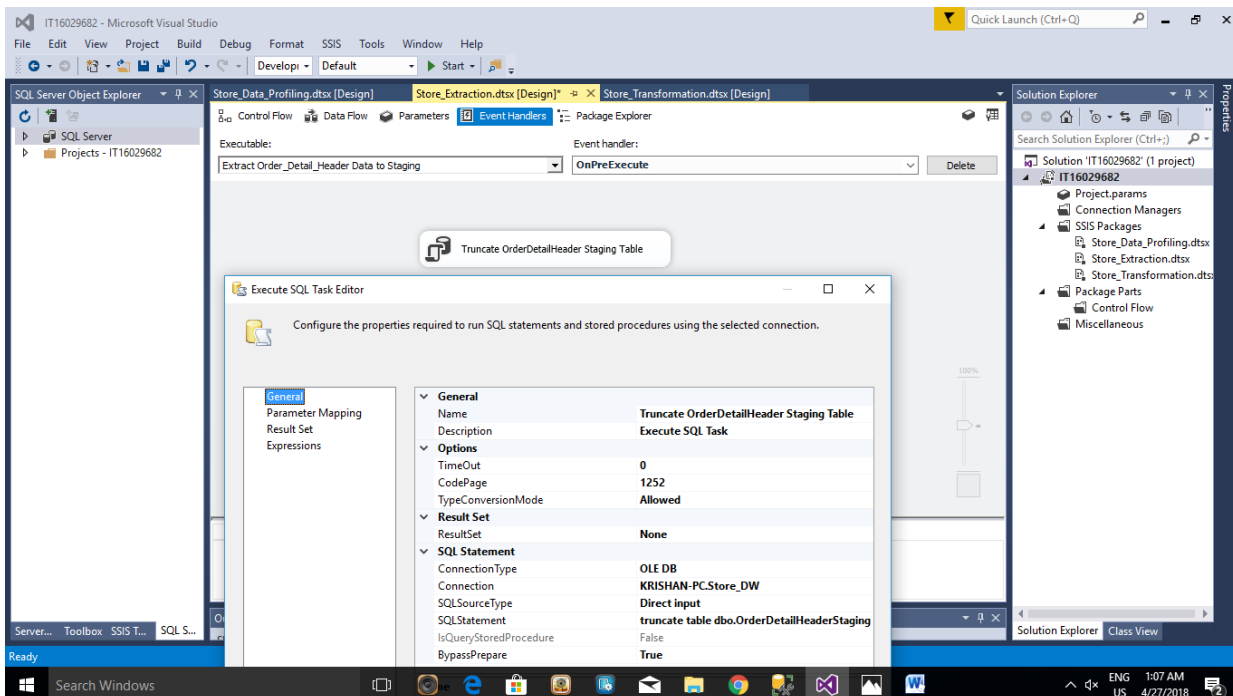 IT16029682 - Microsoft Visual Studio
Quick Launch (Ctrl+Q)
File Edit View Project Build Debug Format SSIS Tools Window Help
Default
Start
SQL Server Object Explorer
SQL Server
Projects - IT16029682
Store_Data_Profiling.dtsx [Design]
Store_Extraction.dtsx [Design]*
Store_Transformation.dtsx [Design]
Control Flow
Data Flow
Parameters
Event Handlers
Package Explorer
Executable:
Event handler:
Extract Order_Detail_Header Data to Staging
OnPreExecute
Delete
Truncate OrderDetailHeader Staging Table
100%
Execute SQL Task Editor
Configure the properties required to run SQL statements and stored procedures using the selected connection.
General
Parameter Mapping
Result Set
Expressions
General
Name Truncate OrderDetailHeader Staging Table
Description Execute SQL Task
Options
TimeOut 0
CodePage 1252
TypeConversionMode Allowed
Result Set
ResultSet None
SQL Statement
ConnectionType OLE DB
Connection KRISHAN-PC.Store_DW
SQLSourceType Direct input
SQLStatement truncate table dbo.OrderDetailHeaderStaging
IsQueryStoredProcedure False
BypassPrepare True
Solution Explorer
Search Solution Explorer (Ctrl+;)
Solution 'IT16029682' (1 project)
IT16029682
Project.params
Connection Managers
SSIS Packages
Store_Data_Profiling.dtsx
Store_Extraction.dtsx
Store_Transformation.dts
Package Parts
Control Flow
Miscellaneous
Properties
Solution Explorer Class View
Server... Toolbox SSIS T... SQL S...
Ready
Search Windows
ENG
US
1:07 AM
4/27/2018
2